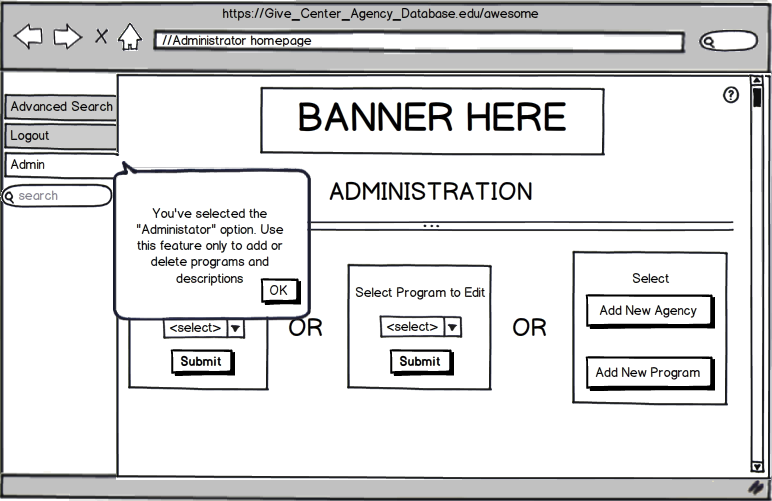 https://Give_Center_Agency_Database.edu/awesome
//Administrator homepage
Advanced Search
Logout
Admin
search
?
BANNER HERE
ADMINISTRATION
You've selected the
"Administator" option. Use
this feature only to add or
delete programs and
descriptions
OK
<select>
Submit
OR
Select Program to Edit
<select>
Submit
OR
Select
Add New Agency
Add New Program